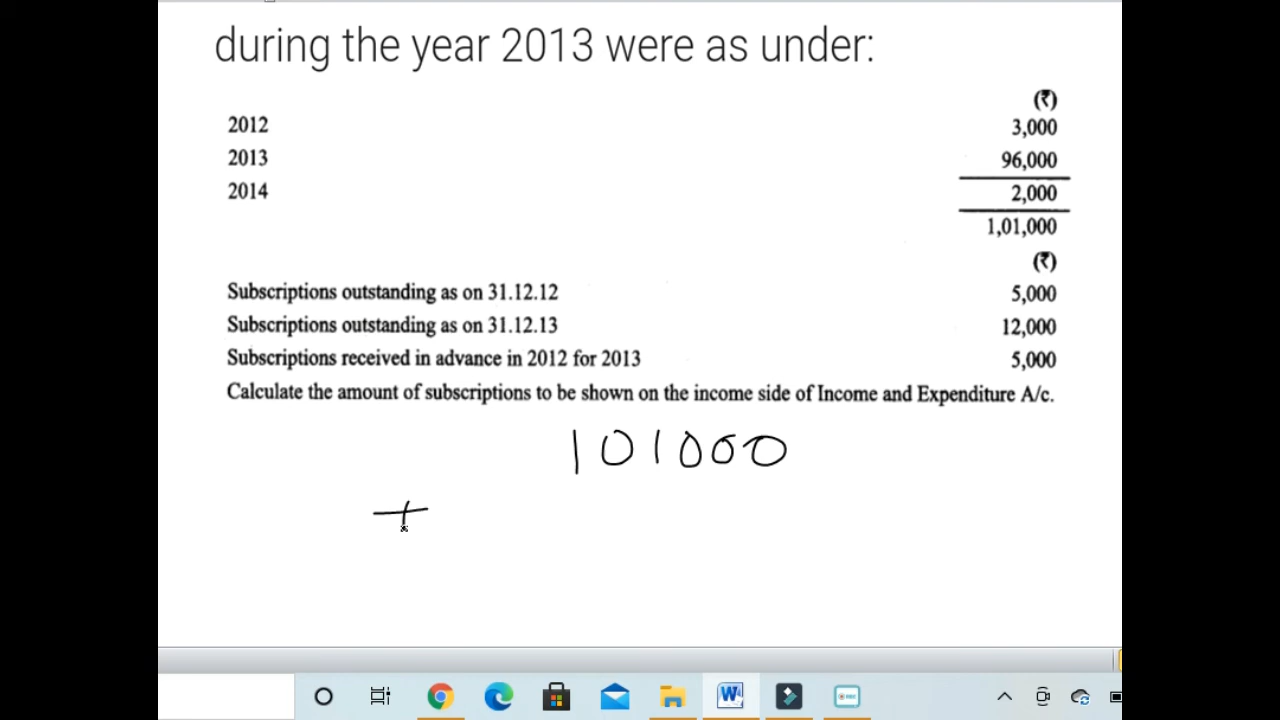 during the year 2013 were as under:
(₹)
2012 3,000
2013 96,000
2014 2,000
1,01,000
(₹)
Subscriptions outstanding as on 31.12.12 5,000
Subscriptions outstanding as on 31.12.13 12,000
Subscriptions received in advance in 2012 for 2013 5,000
Calculate the amount of subscriptions to be shown on the income side of Income and Expenditure A/c.
101000
+